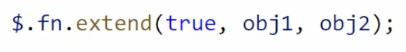 $.fn.extend(true, obj1, obj2);